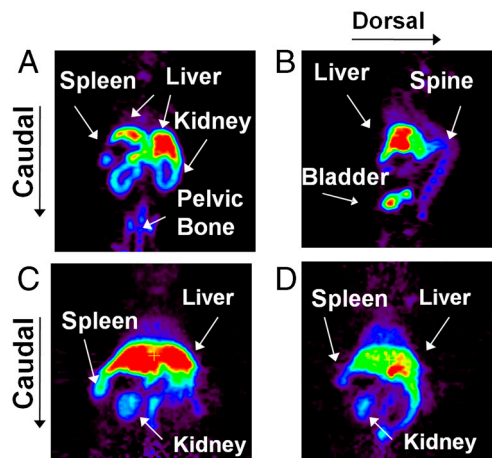 Dorsal
A
Spleen Liver
Kidney
Pelvic
Bone
Caudal
B
Liver Spine
Bladder
C
Liver
Spleen
Kidney
Caudal
D
Spleen Liver
Kidney